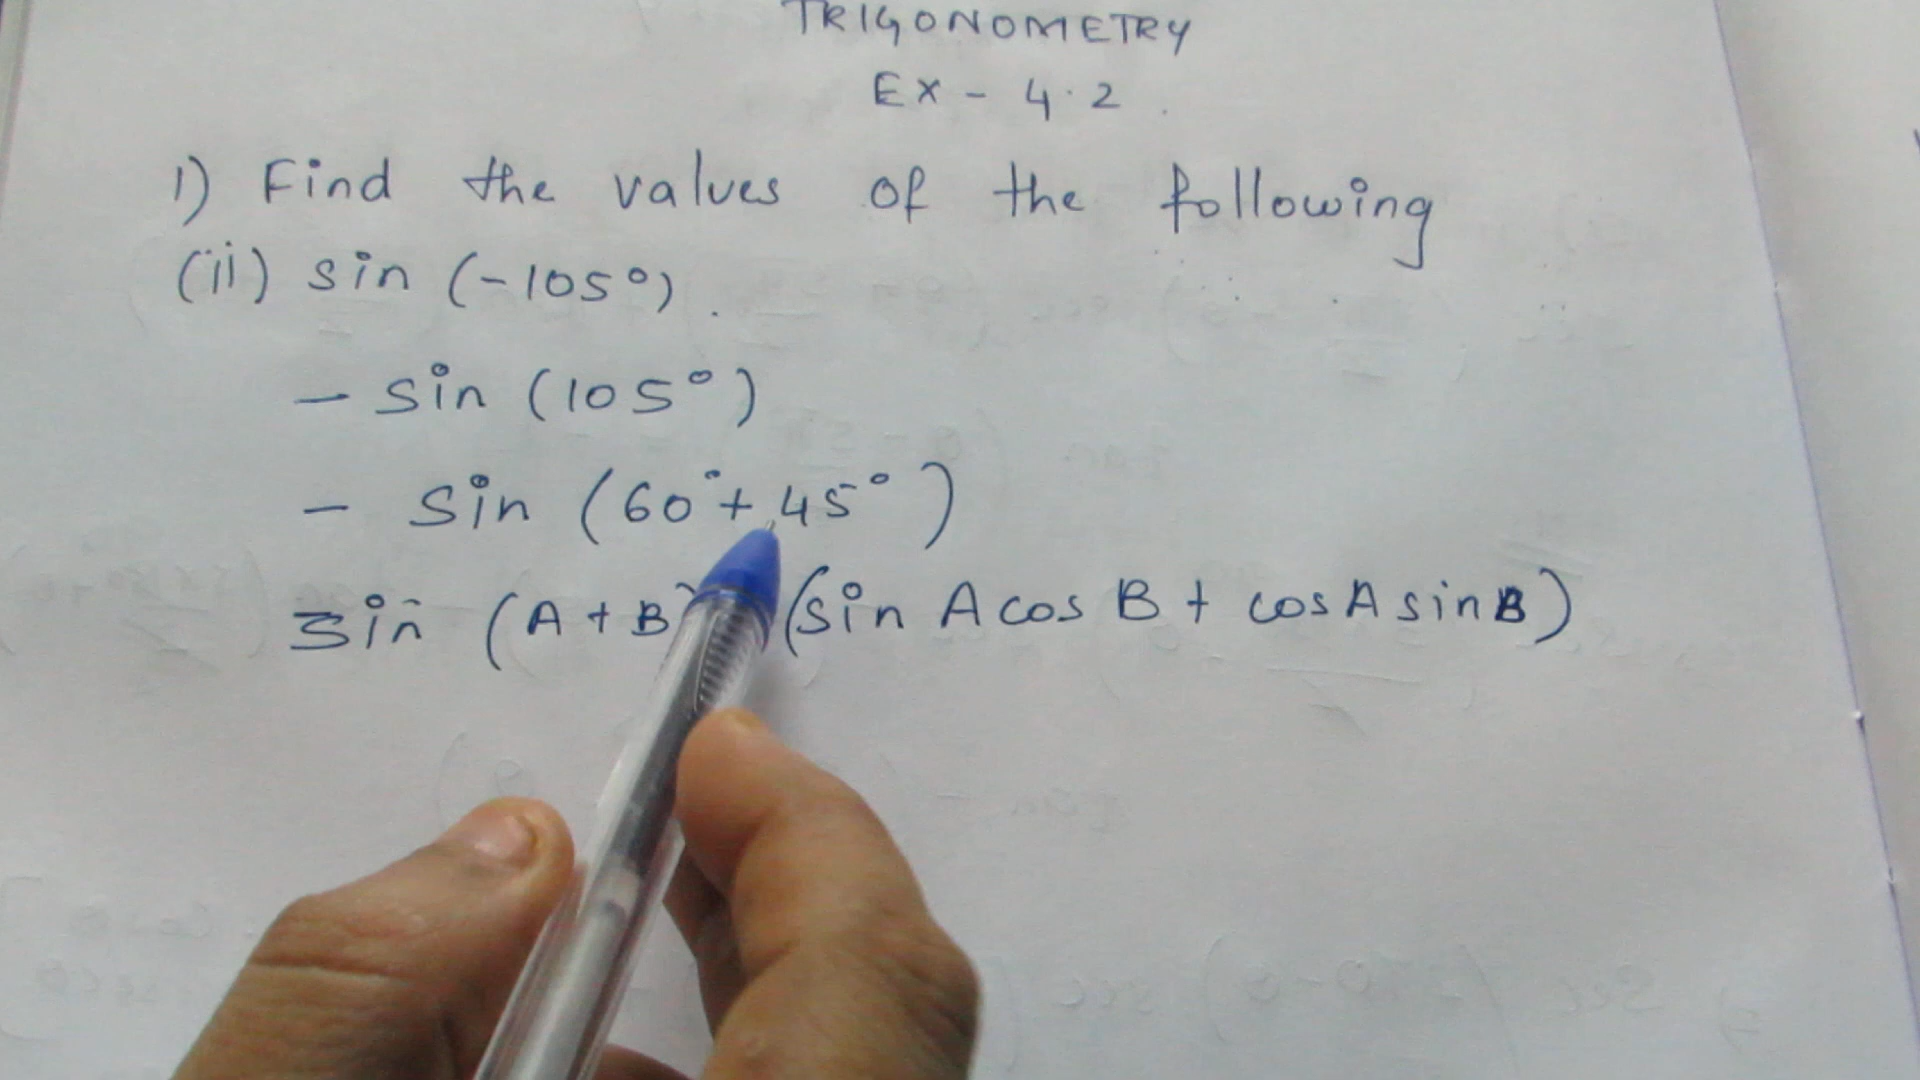 TRIGONOMETRY
EX - 4.2
1) Find the values of the following
(ii) sin (-105°).
- sin (105°)
- sin (60° + 45°)
sin (A + B) (sin A cos B + cos A sin B)